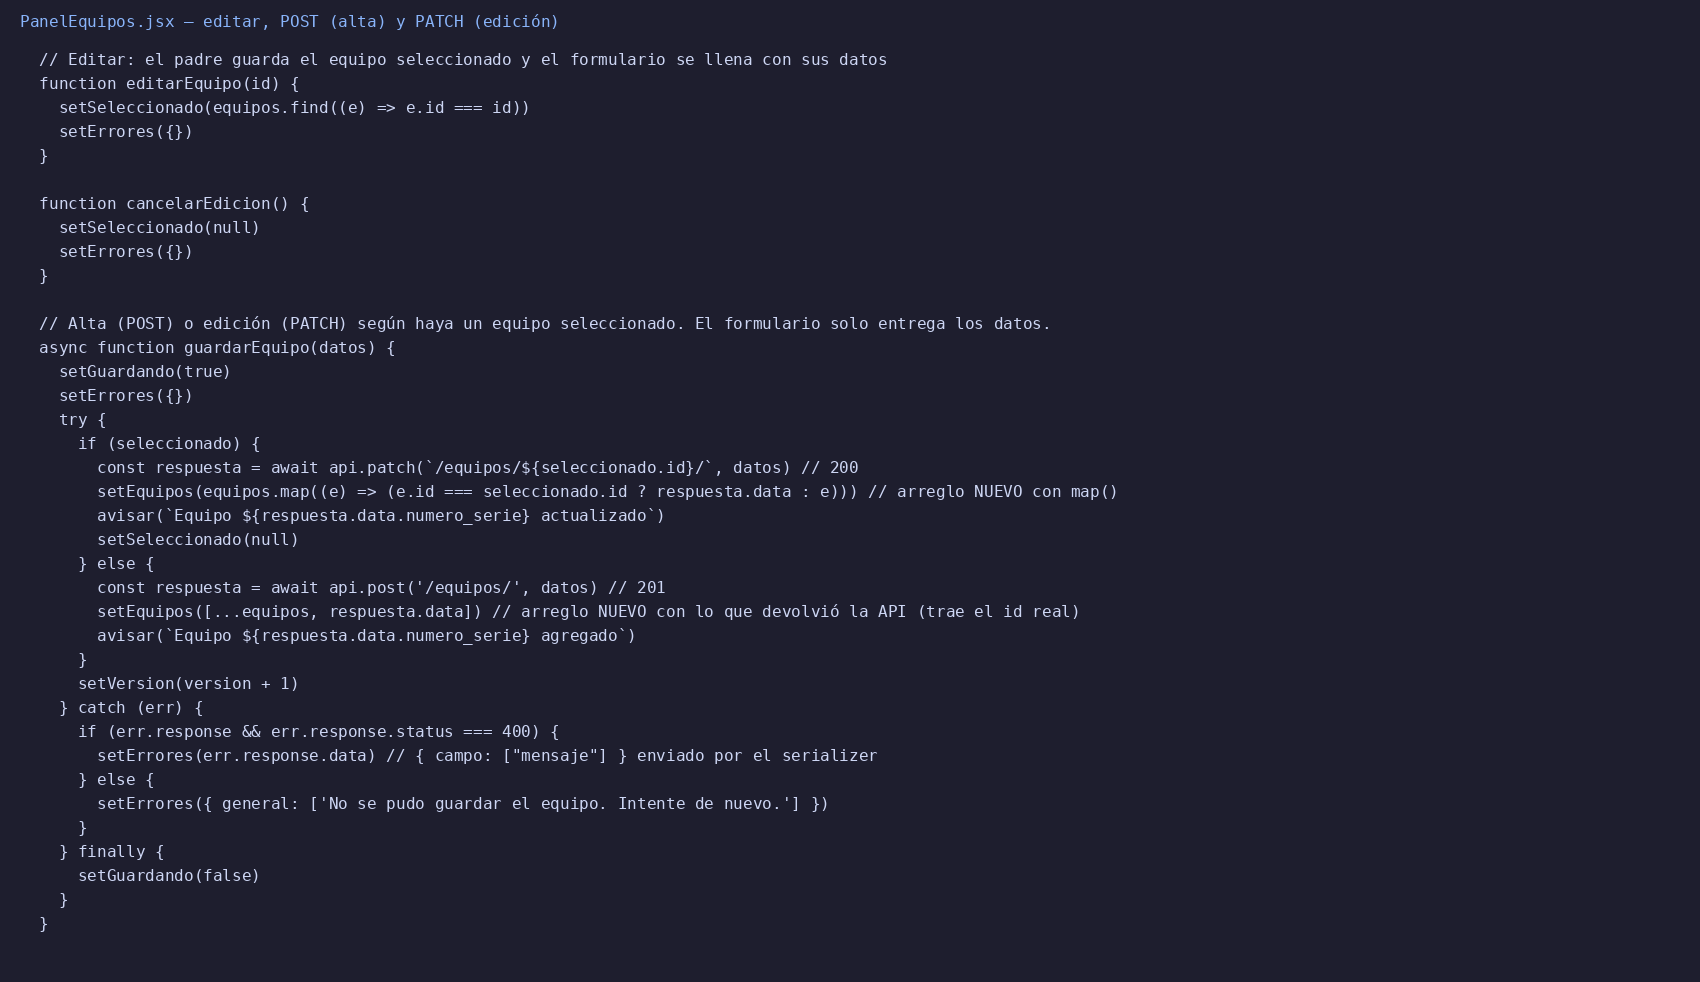 PanelEquipos.jsx — editar, POST (alta) y PATCH (edición)
// Editar: el padre guarda el equipo seleccionado y el formulario se llena con sus datos
function editarEquipo(id) {
setSeleccionado(equipos.find((e) => e.id === id))
setErrores({})
}
function cancelarEdicion() {
setSeleccionado(null)
setErrores({})
}
// Alta (POST) o edición (PATCH) según haya un equipo seleccionado. El formulario solo entrega los datos.
async function guardarEquipo(datos) {
setGuardando(true)
setErrores({})
try {
if (seleccionado) {
const respuesta = await api.patch(`/equipos/${seleccionado.id}/`, datos) // 200
setEquipos(equipos.map((e) => (e.id === seleccionado.id ? respuesta.data : e))) // arreglo NUEVO con map()
avisar(`Equipo ${respuesta.data.numero_serie} actualizado`)
setSeleccionado(null)
} else {
const respuesta = await api.post('/equipos/', datos) // 201
setEquipos([...equipos, respuesta.data]) // arreglo NUEVO con lo que devolvió la API (trae el id real)
avisar(`Equipo ${respuesta.data.numero_serie} agregado`)
}
setVersion(version + 1)
} catch (err) {
if (err.response && err.response.status === 400) {
setErrores(err.response.data) // { campo: ["mensaje"] } enviado por el serializer
} else {
setErrores({ general: ['No se pudo guardar el equipo. Intente de nuevo.'] })
}
} finally {
setGuardando(false)
}
}